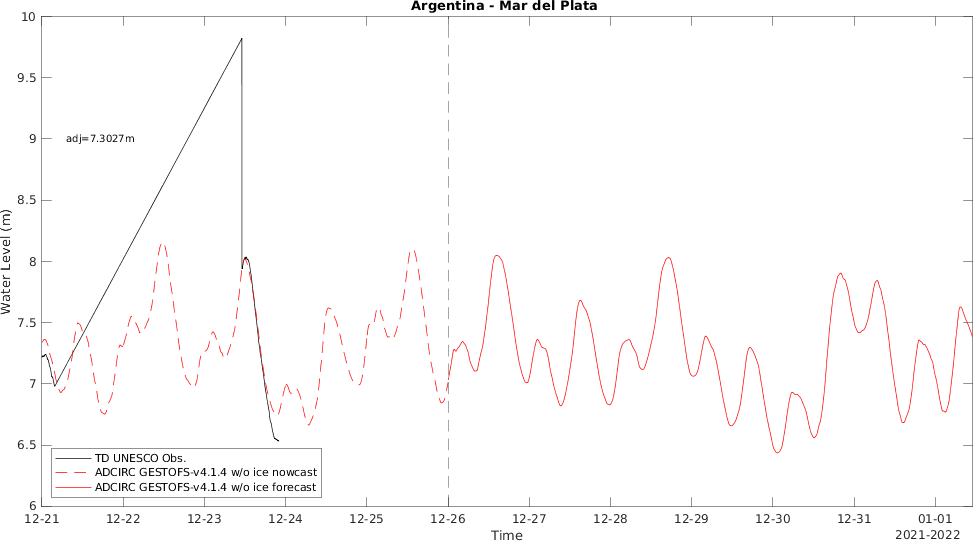 Argentina - Mar del Plata
10
9.5
9
8.5
8
7.5
7
6.5
6
Water Level (m)
adj=7.3027m
TD UNESCO Obs.
ADCIRC GESTOFS-v4.1.4 w/o ice nowcast
ADCIRC GESTOFS-v4.1.4 w/o ice forecast
12-21 12-22 12-23 12-24 12-25 12-26 12-27 12-28 12-29 12-30 12-31 01-01
Time
2021-2022